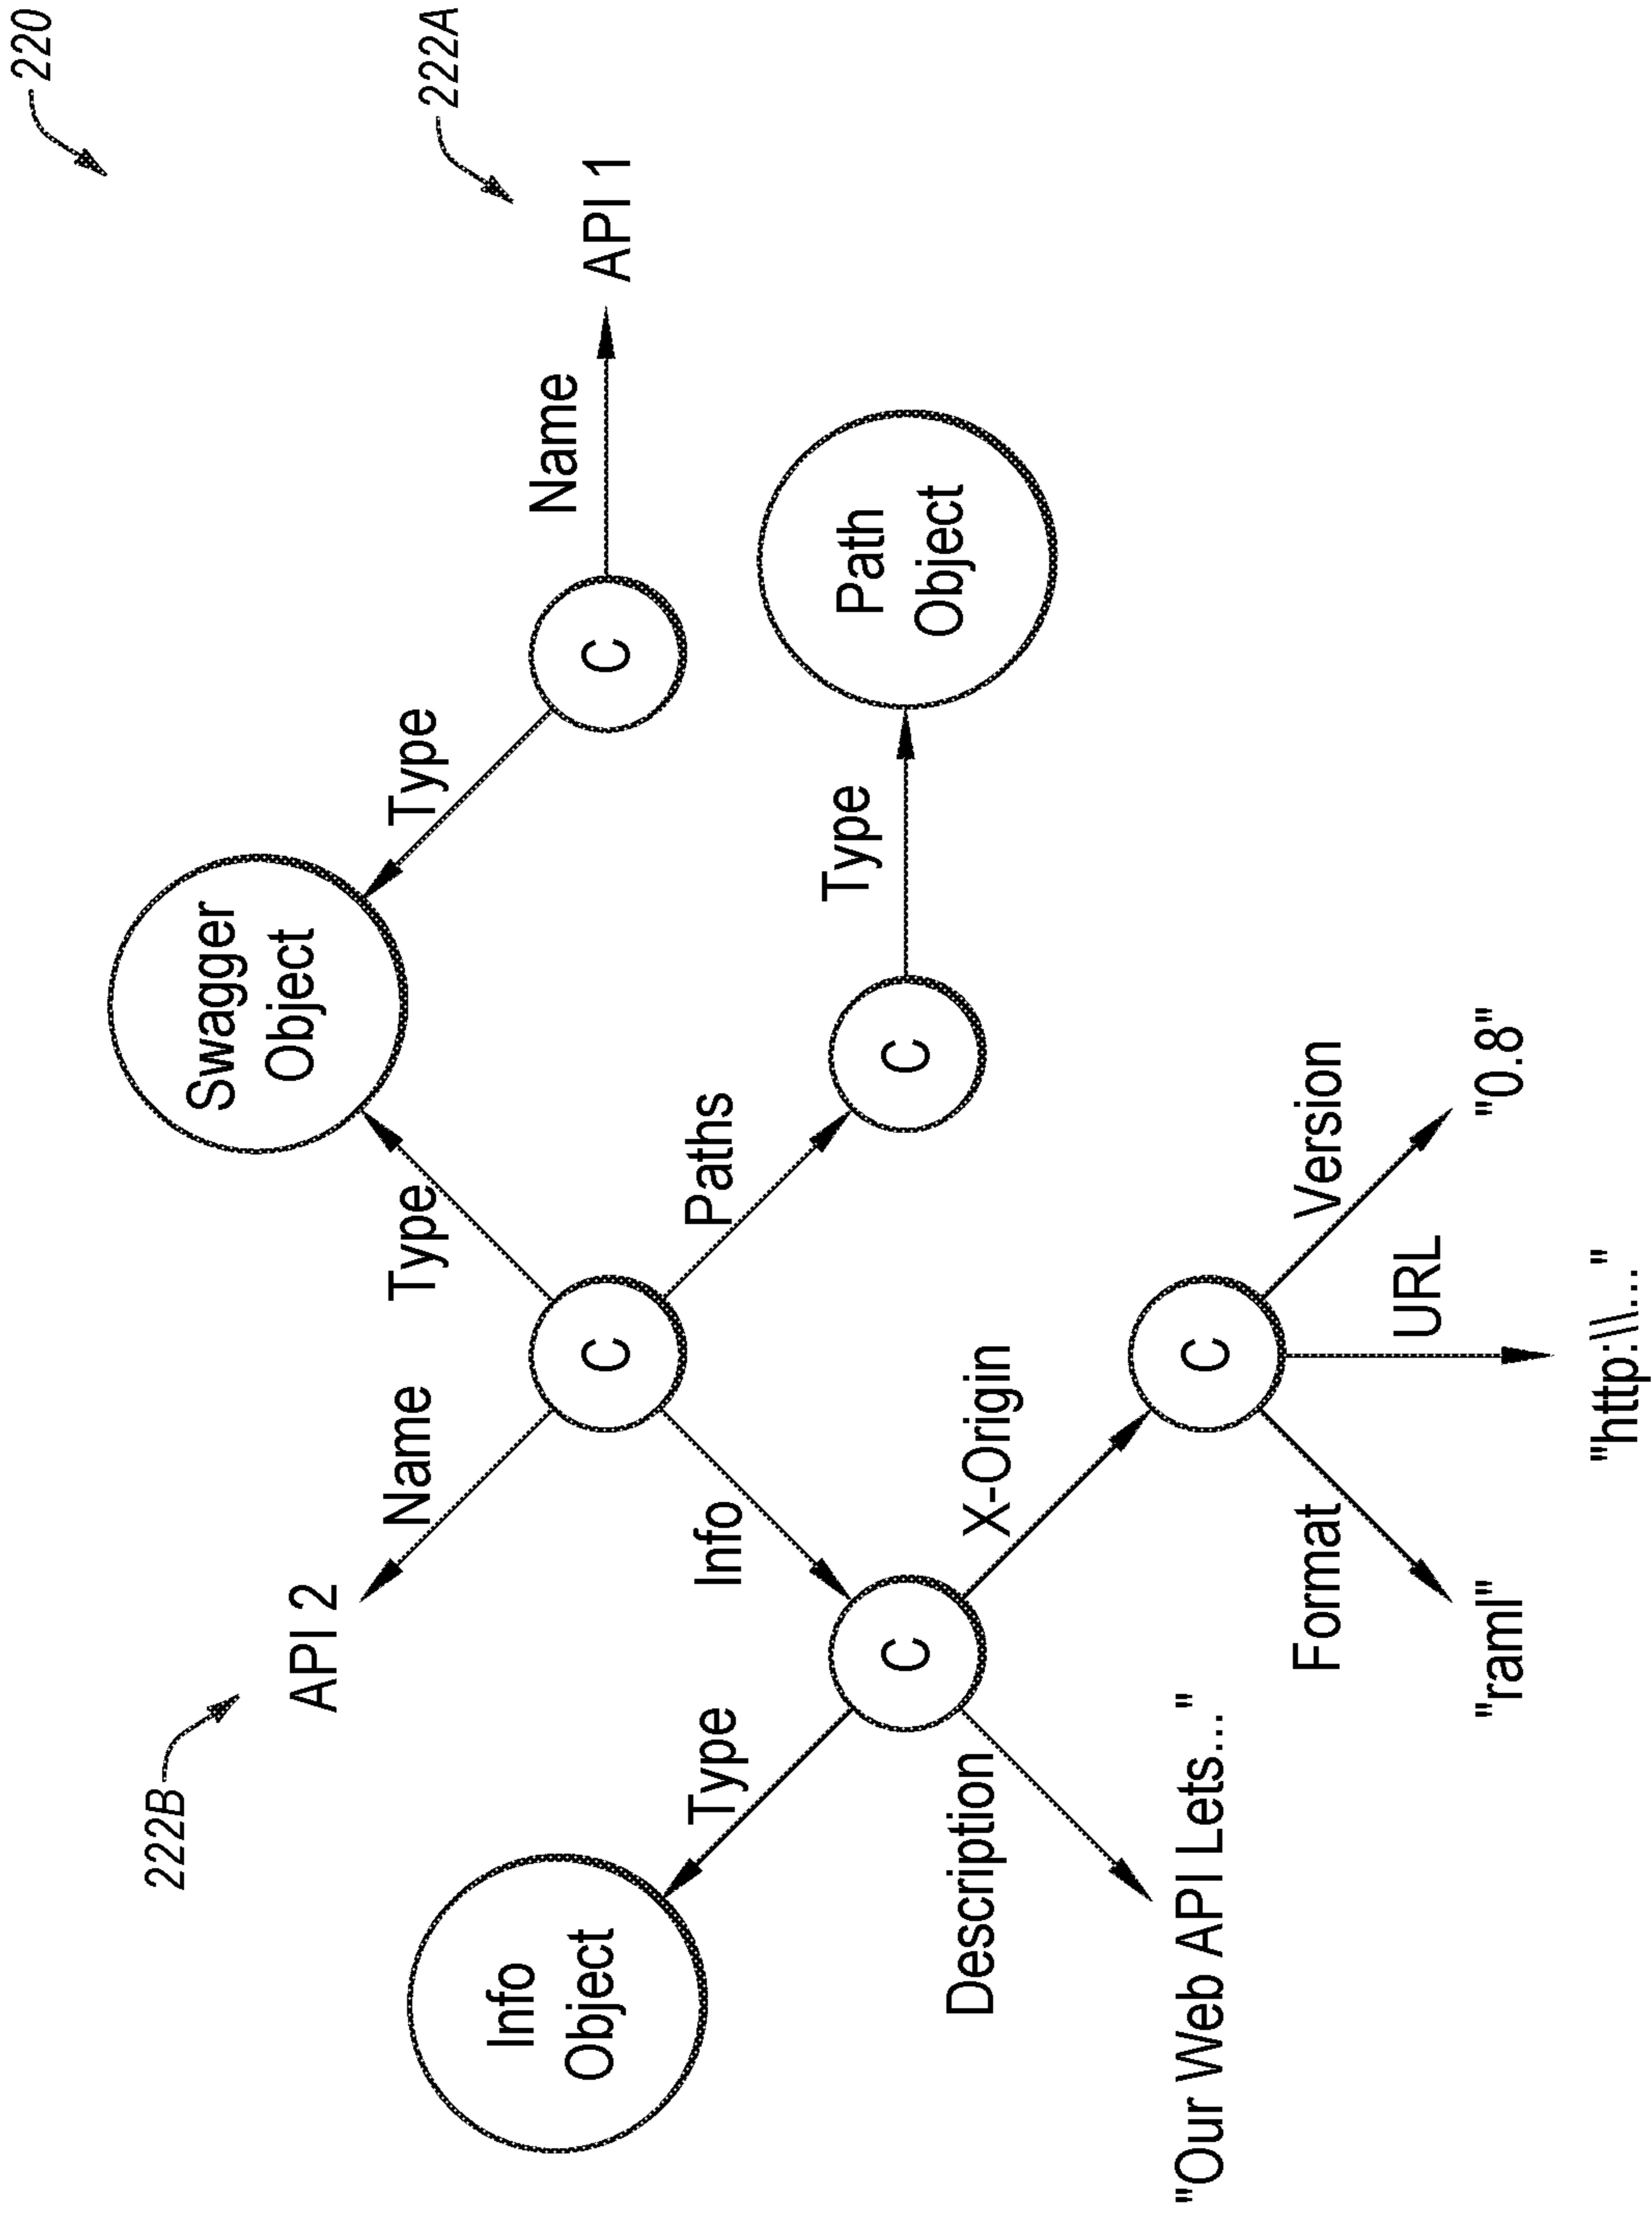 220
222B
Swagger
Object
API 2
Name
Type
Type
222A
Info
Object
Name
API 1
C
C
Type
Info
Paths
Type
Path
Object
C
C
Description
X-Origin
"Our Web API Lets..."
C
Format
Version
URL
"raml"
"0.8"
"http:\\..."